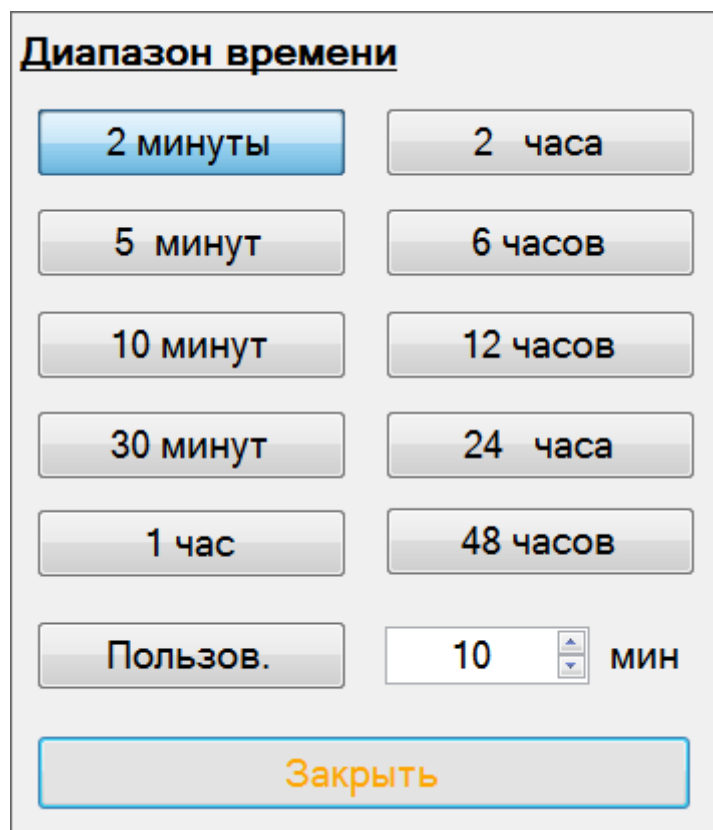 Диапазон времени
2 минуты 2 часа
5 минут 6 часов
10 минут 12 часов
30 минут 24 часа
1 час 48 часов
Пользов. 10 мин
Закрыть